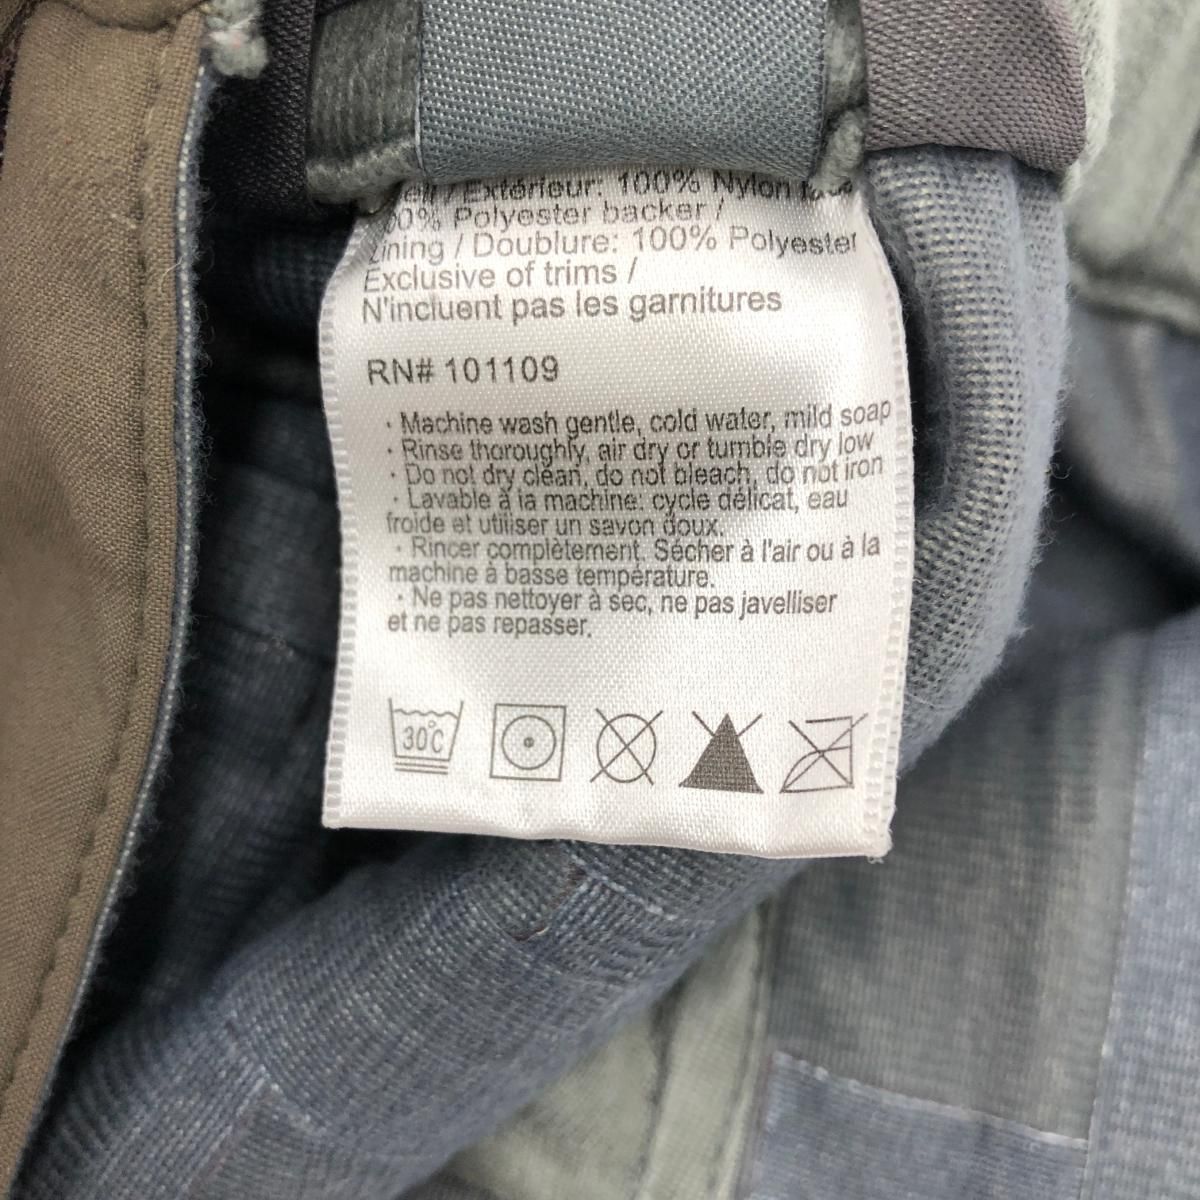 / Extérieur: 100% Nylon
00% Polyester backer /
Lining / Doublure: 100% Polyester
Exclusive of trims /
N'incluent pas les garnitures
RN# 101109
· Machine wash gentle, cold water, mild soap
· Rinse thoroughly, air dry or tumble dry low
· Do not dry clean, do not bleach, do not iron
· Lavable à la machine: cycle délicat, eau
froide et utiliser un savon doux.
· Rincer complètement. Sécher à l'air ou à la
machine à basse température.
· Ne pas nettoyer à sec, ne pas javelliser
et ne pas repasser.
30°C